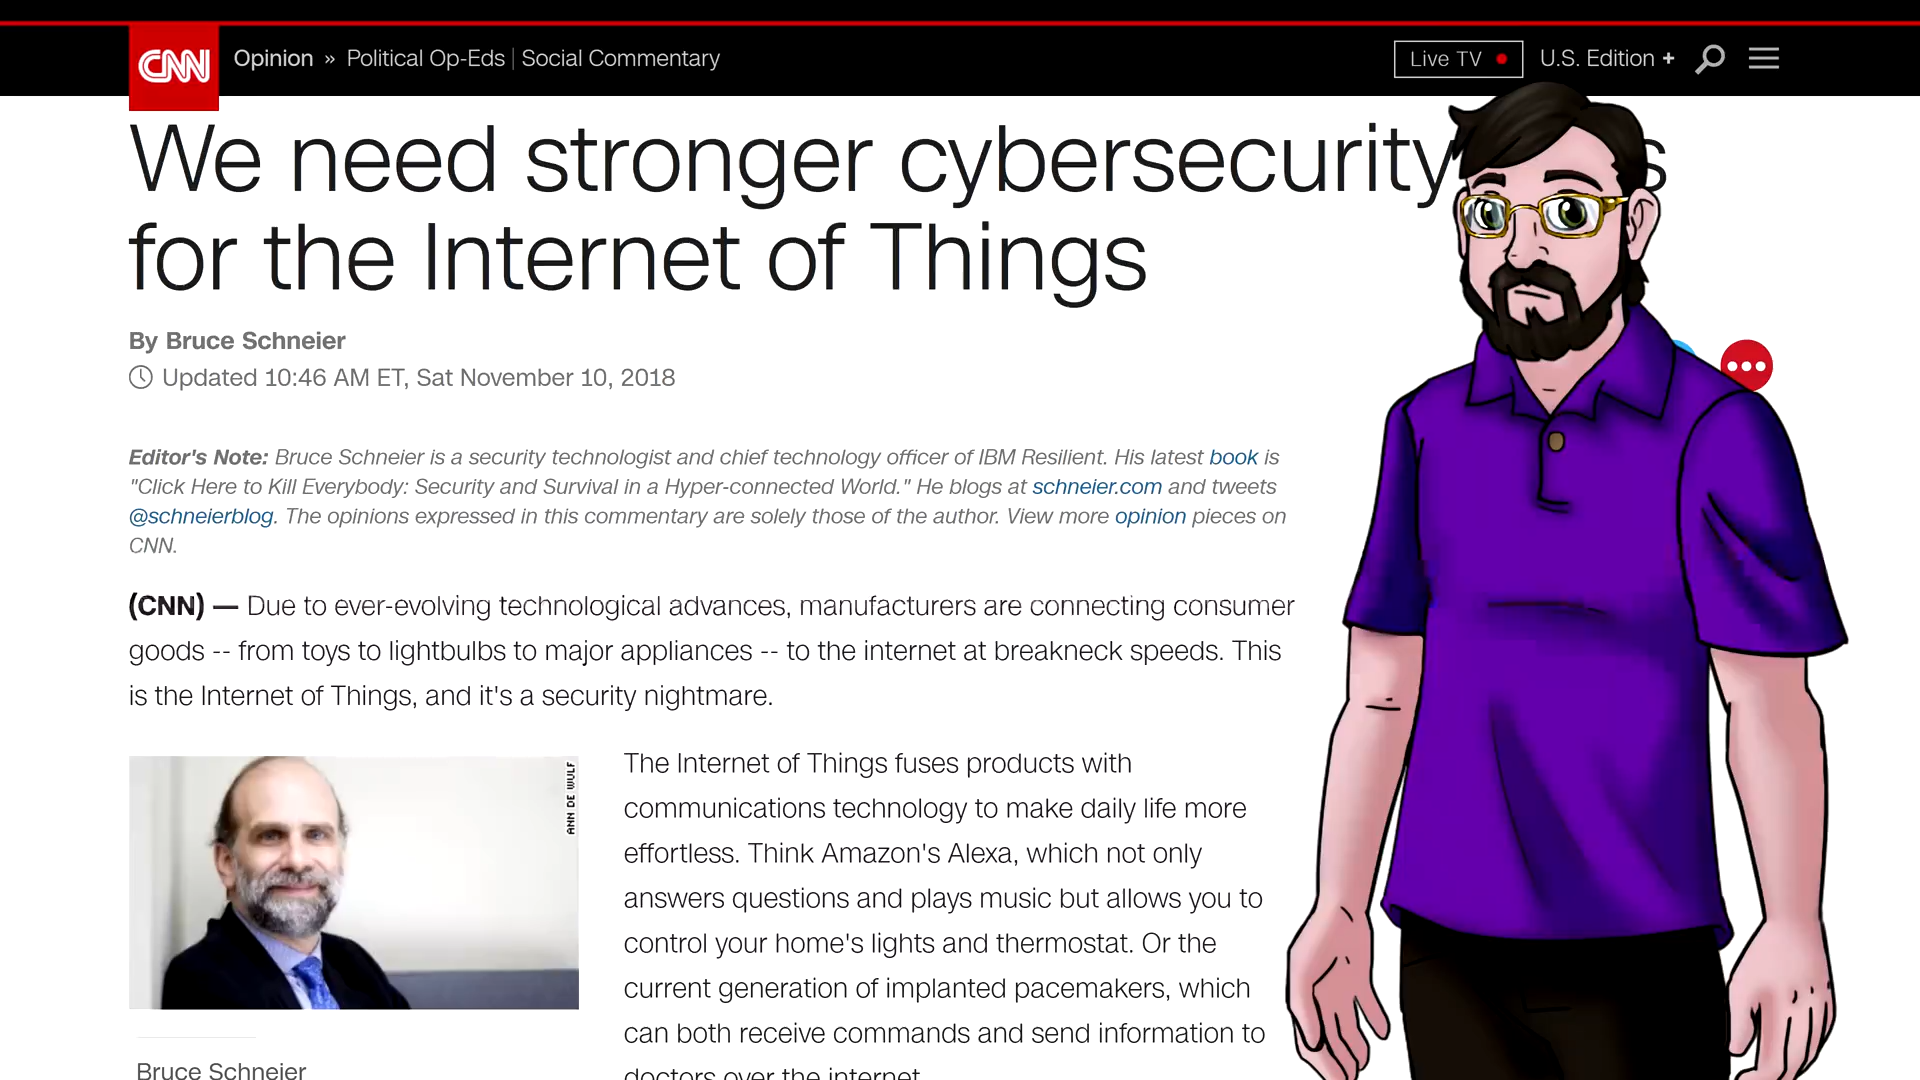 CNN Opinion » Political Op-Eds | Social Commentary Live TV U.S. Edition +
We need stronger cybersecurity
for the Internet of Things
By Bruce Schneier
Updated 10:46 AM ET, Sat November 10, 2018
Editor's Note: Bruce Schneier is a security technologist and chief technology officer of IBM Resilient. His latest book is
"Click Here to Kill Everybody: Security and Survival in a Hyper-connected World." He blogs at schneier.com and tweets
@schneierblog. The opinions expressed in this commentary are solely those of the author. View more opinion pieces on
CNN.
(CNN) — Due to ever-evolving technological advances, manufacturers are connecting consumer
goods -- from toys to lightbulbs to major appliances -- to the internet at breakneck speeds. This
is the Internet of Things, and it's a security nightmare.
ANN DE WULF
The Internet of Things fuses products with
communications technology to make daily life more
effortless. Think Amazon's Alexa, which not only
answers questions and plays music but allows you to
control your home's lights and thermostat. Or the
current generation of implanted pacemakers, which
can both receive commands and send information to
doctors over the internet.
Bruce Schneier